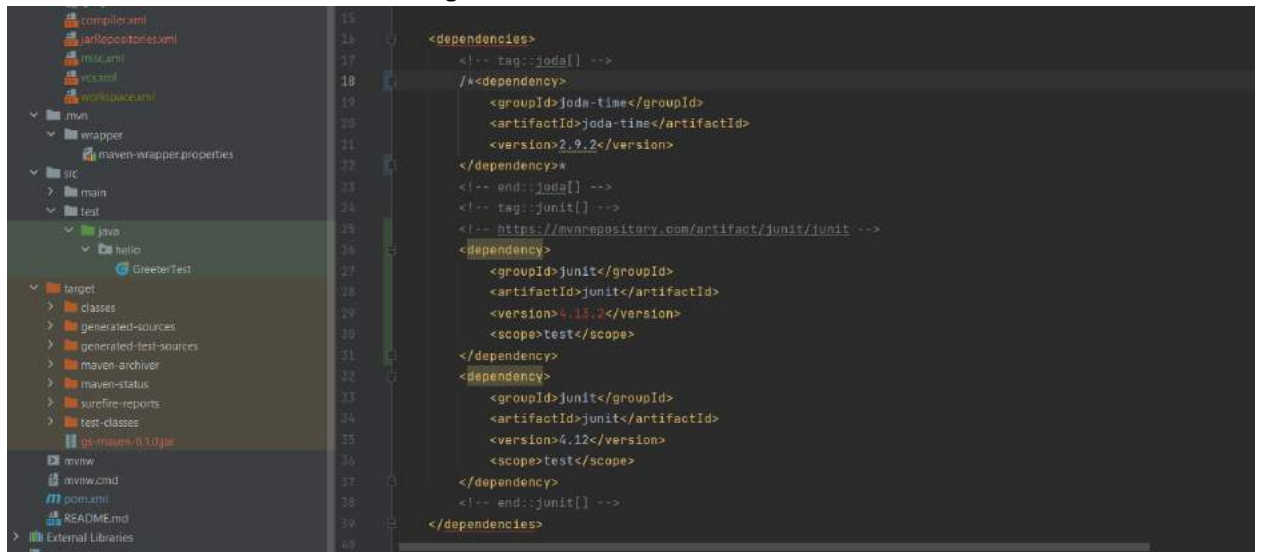 compiler.xml
jarRepositories.xml
misc.xml
vcs.xml
workspace.xml
.mvn
wrapper
maven-wrapper.properties
src
main
test
java
hello
GreeterTest
target
classes
generated-sources
generated-test-sources
maven-archiver
maven-status
surefire-reports
test-classes
gs-maven-0.1.0.jar
mvnw
mvnw.cmd
pom.xml
README.md
External Libraries
15
16 <dependencies>
17 <!-- tag::joda[] -->
18 /*<dependency>
19 <groupId>joda-time</groupId>
20 <artifactId>joda-time</artifactId>
21 <version>2.9.2</version>
22 </dependency>*
23 <!-- end::joda[] -->
24 <!-- tag::junit[] -->
25 <!-- https://mvnrepository.com/artifact/junit/junit -->
26 <dependency>
27 <groupId>junit</groupId>
28 <artifactId>junit</artifactId>
29 <version>4.13.2</version>
30 <scope>test</scope>
31 </dependency>
32 <dependency>
33 <groupId>junit</groupId>
34 <artifactId>junit</artifactId>
35 <version>4.12</version>
36 <scope>test</scope>
37 </dependency>
38 <!-- end::junit[] -->
39 </dependencies>
40